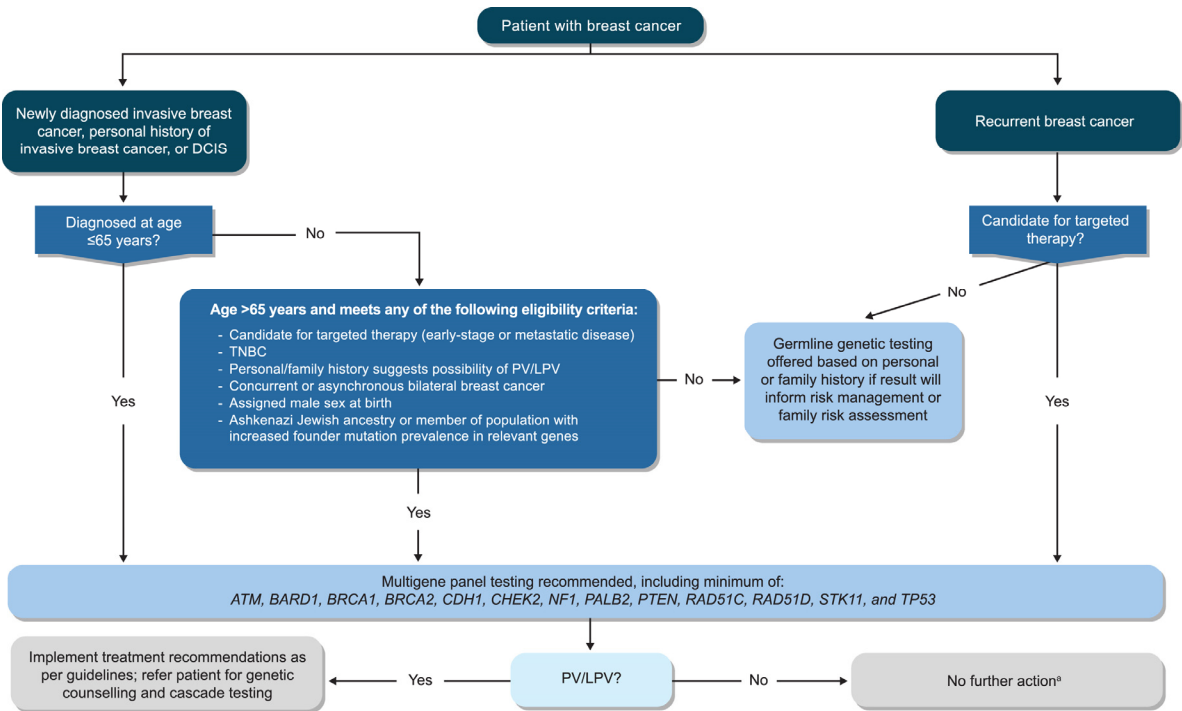 Patient with breast cancer
Newly diagnosed invasive breast
cancer, personal history of
invasive breast cancer, or DCIS
Recurrent breast cancer
Diagnosed at age
≤65 years?
No
Candidate for targeted
therapy?
No
Age >65 years and meets any of the following eligibility criteria:
- Candidate for targeted therapy (early-stage or metastatic disease)
- TNBC
- Personal/family history suggests possibility of PV/LPV
- Concurrent or asynchronous bilateral breast cancer
- Assigned male sex at birth
- Ashkenazi Jewish ancestry or member of population with
increased founder mutation prevalence in relevant genes
No
Germline genetic testing
offered based on personal
or family history if result will
inform risk management or
family risk assessment
Yes
Yes
Yes
Multigene panel testing recommended, including minimum of:
ATM, BARD1, BRCA1, BRCA2, CDH1, CHEK2, NF1, PALB2, PTEN, RAD51C, RAD51D, STK11, and TP53
Implement treatment recommendations as
per guidelines; refer patient for genetic
counselling and cascade testing
Yes
PV/LPV?
No
No further actionᵃ